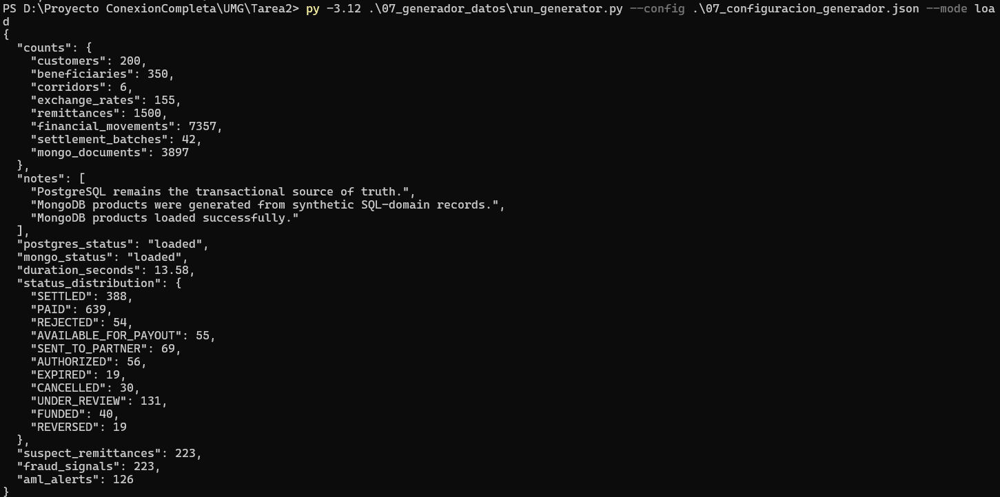 PS D:\Proyecto ConexionCompleta\UMG\Tarea2> py -3.12 .\07_generador_datos\run_generator.py --config .\07_configuracion_generador.json --mode loa
d
{
  "counts": {
    "customers": 200,
    "beneficiaries": 350,
    "corridors": 6,
    "exchange_rates": 155,
    "remittances": 1500,
    "financial_movements": 7357,
    "settlement_batches": 42,
    "mongo_documents": 3897
  },
  "notes": [
    "PostgreSQL remains the transactional source of truth.",
    "MongoDB products were generated from synthetic SQL-domain records.",
    "MongoDB products loaded successfully."
  ],
  "postgres_status": "loaded",
  "mongo_status": "loaded",
  "duration_seconds": 13.58,
  "status_distribution": {
    "SETTLED": 388,
    "PAID": 639,
    "REJECTED": 54,
    "AVAILABLE_FOR_PAYOUT": 55,
    "SENT_TO_PARTNER": 69,
    "AUTHORIZED": 56,
    "EXPIRED": 19,
    "CANCELLED": 30,
    "UNDER_REVIEW": 131,
    "FUNDED": 40,
    "REVERSED": 19
  },
  "suspect_remittances": 223,
  "fraud_signals": 223,
  "aml_alerts": 126
}